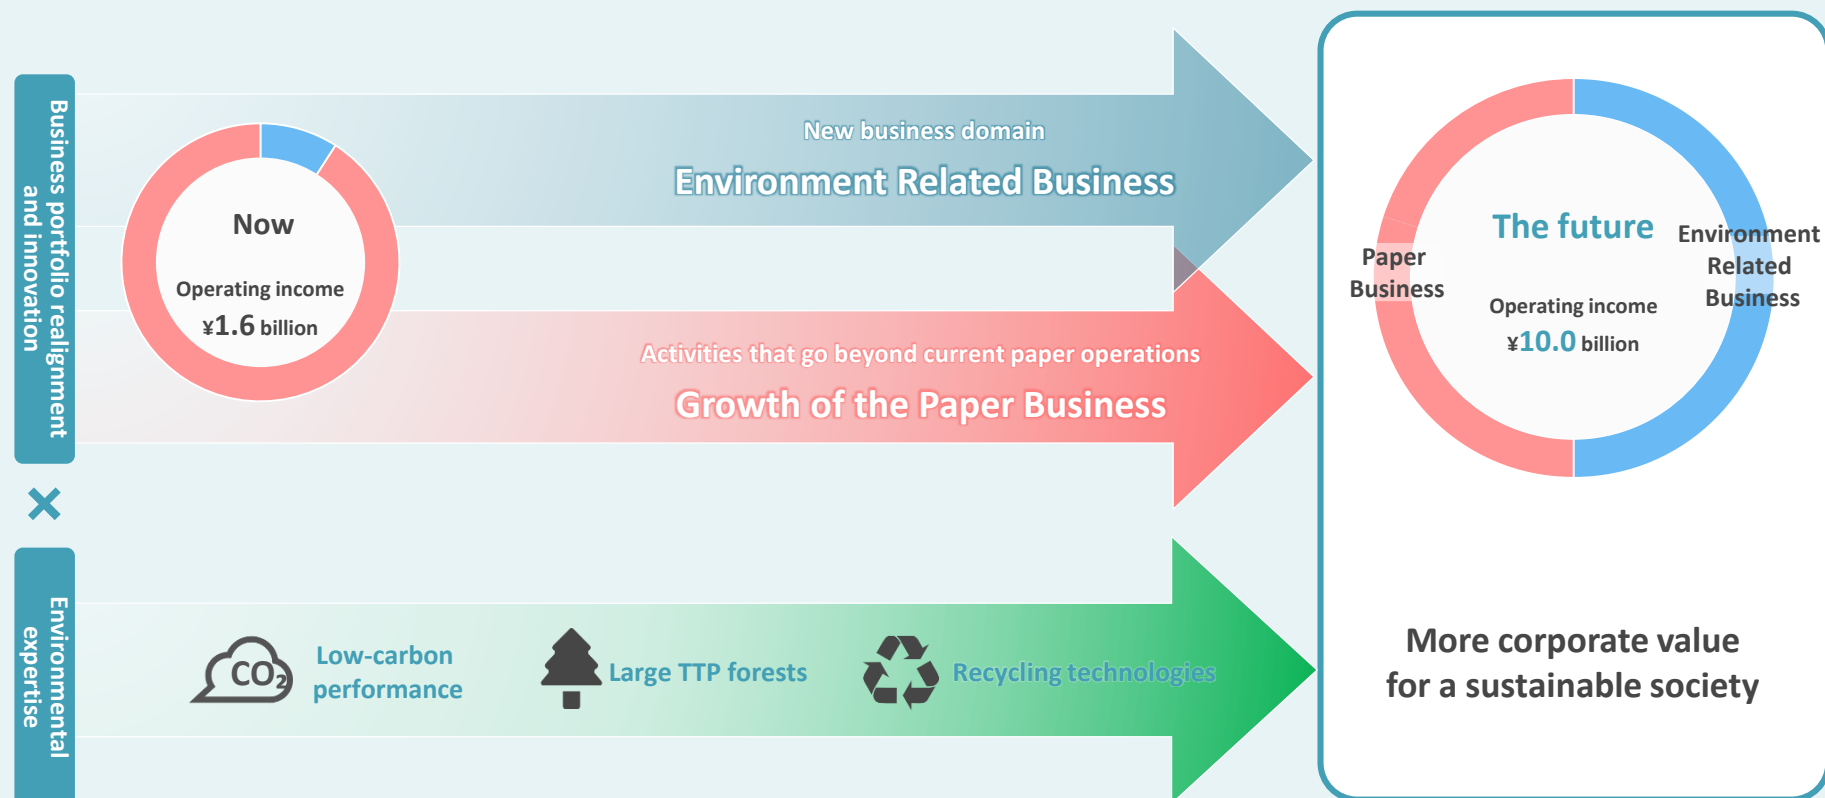 Business portfolio realignment
and innovation
Now
Operating income
¥1.6 billion
New business domain
Environment Related Business
Activities that go beyond current paper operations
Growth of the Paper Business
The future
Operating income
¥10.0 billion
Paper
Business
Environment
Related
Business
Environmental
expertise
CO2
Low-carbon
performance
Large TTP forests
Recycling technologies
More corporate value
for a sustainable society